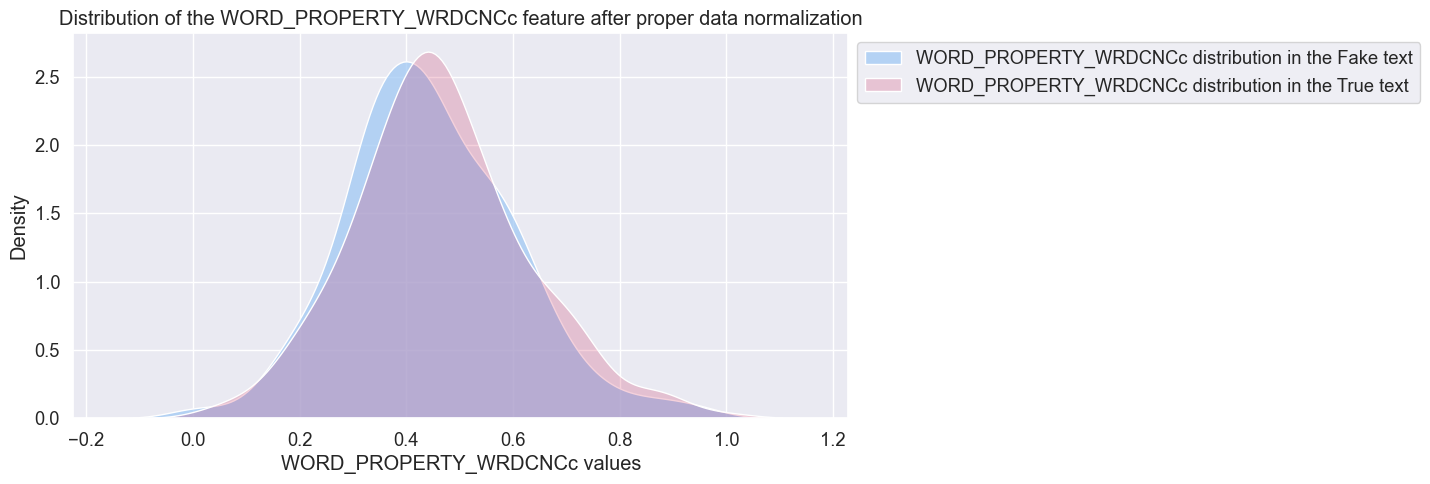 Distribution of the WORD_PROPERTY_WRDCNCc feature after proper data normalization
WORD_PROPERTY_WRDCNCc distribution in the Fake text
WORD_PROPERTY_WRDCNCc distribution in the True text
Density
2.5
2.0
1.5
1.0
0.5
0.0
−0.2 0.0 0.2 0.4 0.6 0.8 1.0 1.2
WORD_PROPERTY_WRDCNCc values